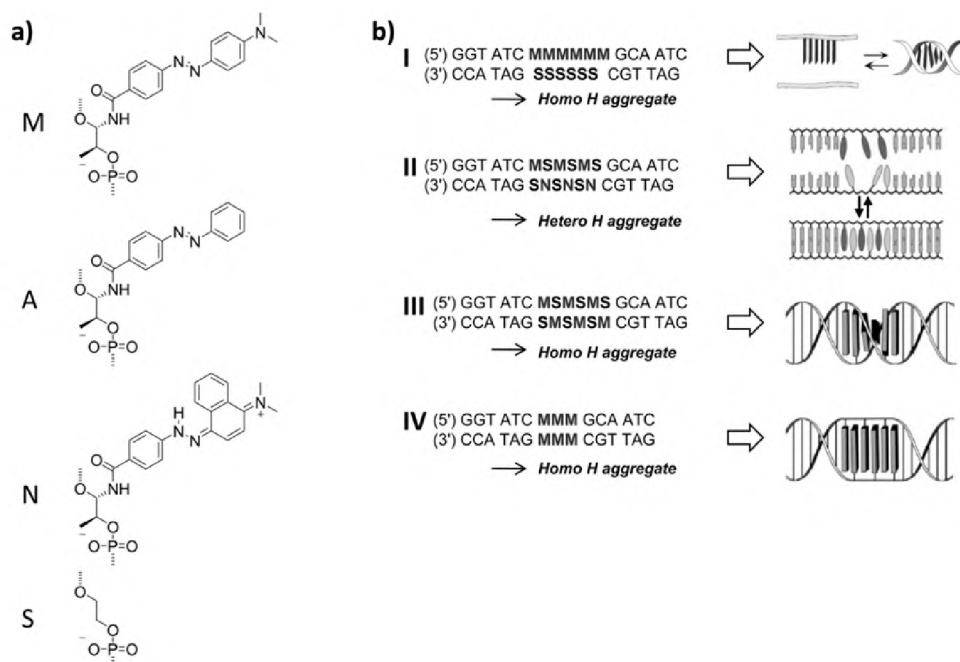 a)
M
N
N
N
O
NH
O
O
O
P
O
A
N
N
O
NH
O
O
O
P
O
N
H
N
N
N
+
O
NH
O
O
O
P
O
S
O
O
O
P
O
b)
I (5') GGT ATC MMMMMM GCA ATC
(3') CCA TAG SSSSSS CGT TAG
→ Homo H aggregate
II (5') GGT ATC MSMSMS GCA ATC
(3') CCA TAG SNSNSN CGT TAG
→ Hetero H aggregate
III (5') GGT ATC MSMSMS GCA ATC
(3') CCA TAG SMSMSM CGT TAG
→ Homo H aggregate
IV (5') GGT ATC MMM GCA ATC
(3') CCA TAG MMM CGT TAG
→ Homo H aggregate